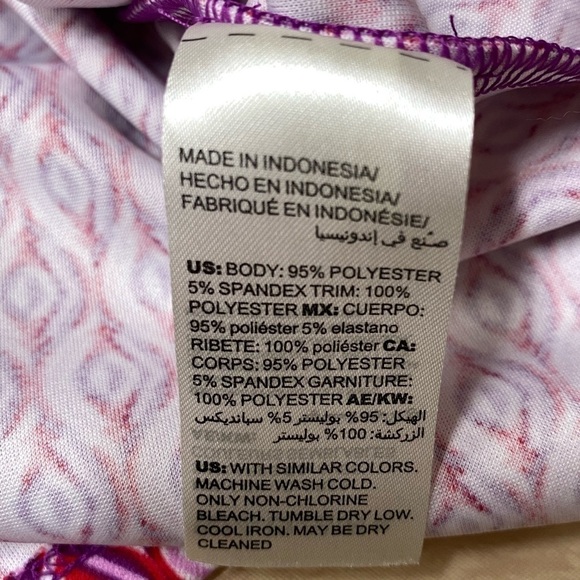 MADE IN INDONESIA/
HECHO EN INDONESIA/
FABRIQUÉ EN INDONÉSIE/
صنّع في إندونيسيا
US: BODY: 95% POLYESTER
5% SPANDEX TRIM: 100%
POLYESTER MX: CUERPO:
95% poliéster 5% elastano
RIBETE: 100% poliéster CA:
CORPS: 95% POLYESTER
5% SPANDEX GARNITURE:
100% POLYESTER AE/KW:
الهيكل: 95% بوليستر 5% سبانديكس
الزركشة: 100% بوليستر
US: WITH SIMILAR COLORS.
MACHINE WASH COLD.
ONLY NON-CHLORINE
BLEACH. TUMBLE DRY LOW.
COOL IRON. MAY BE DRY
CLEANED